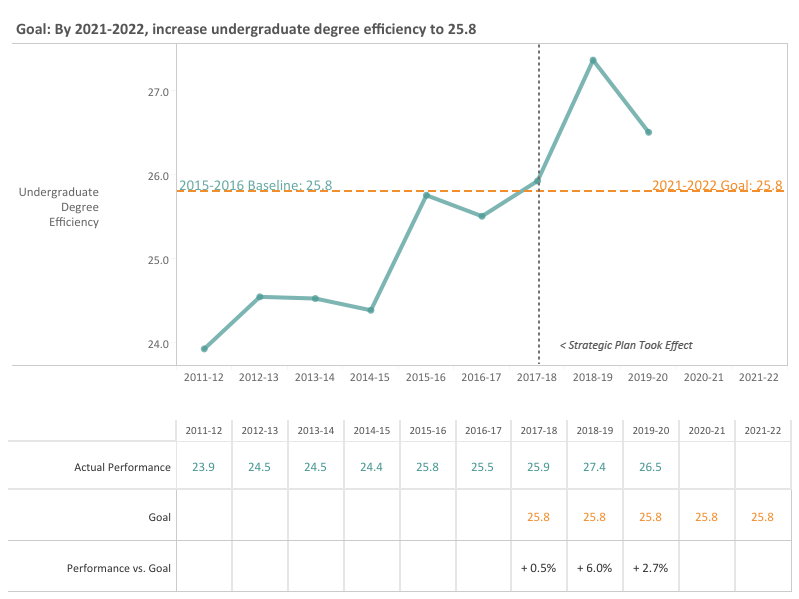 Goal: By 2021-2022, increase undergraduate degree efficiency to 25.8
27.0
26.0
25.0
24.0
Undergraduate
Degree
Efficiency
2015-2016 Baseline: 25.8
2021-2022 Goal: 25.8
< Strategic Plan Took Effect
2011-12 2012-13 2013-14 2014-15 2015-16 2016-17 2017-18 2018-19 2019-20 2020-21 2021-22
2011-12 2012-13 2013-14 2014-15 2015-16 2016-17 2017-18 2018-19 2019-20 2020-21 2021-22
Actual Performance 23.9 24.5 24.5 24.4 25.8 25.5 25.9 27.4 26.5
Goal 25.8 25.8 25.8 25.8 25.8
Performance vs. Goal + 0.5% + 6.0% + 2.7%